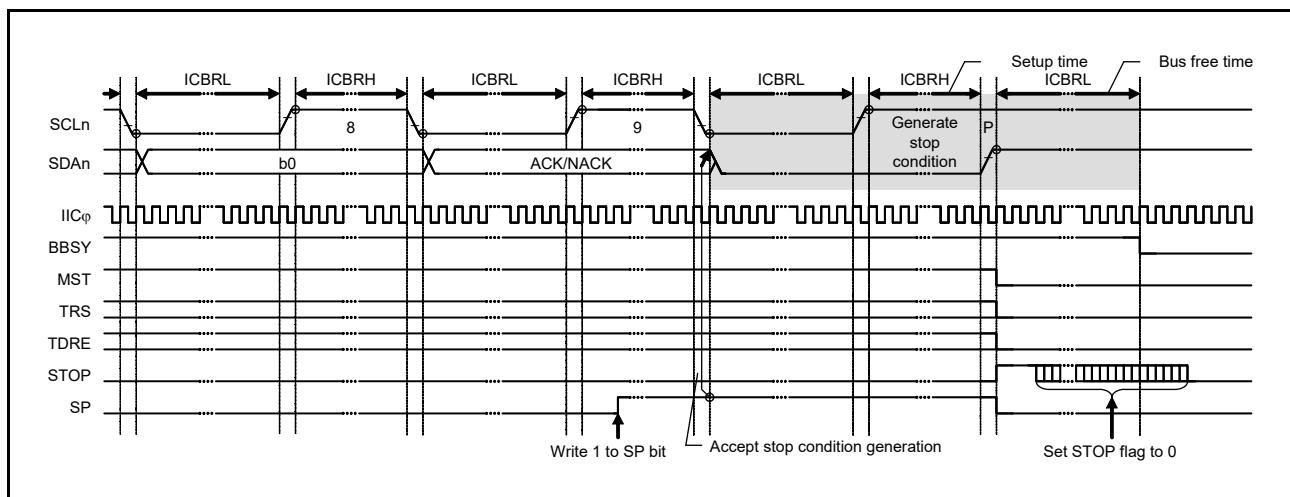 Setup time
Bus free time
ICBRL ICBRH ICBRL ICBRH ICBRL ICBRH ICBRL
SCLn 8 9 Generate stop condition P
SDAn b0 ACK/NACK
IICφ
BBSY
MST
TRS
TDRE
STOP
SP
Write 1 to SP bit
Accept stop condition generation
Set STOP flag to 0